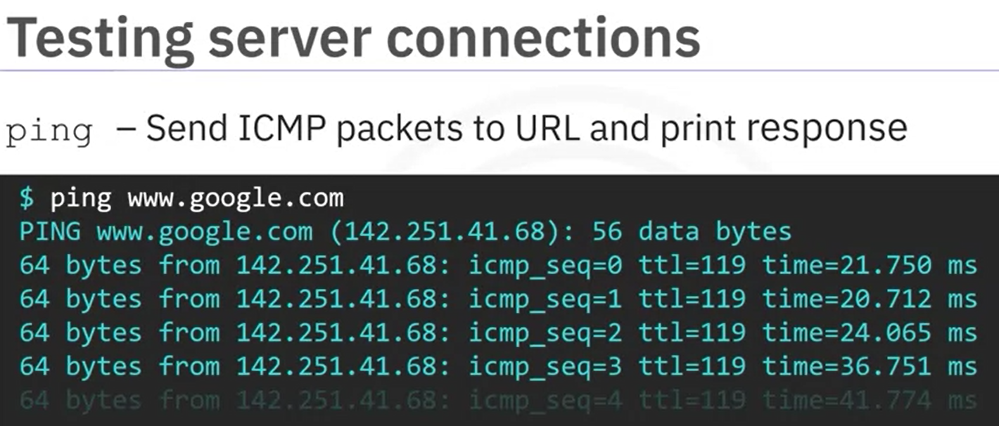 Testing server connections
ping – Send ICMP packets to URL and print response
$ ping www.google.com
PING www.google.com (142.251.41.68): 56 data bytes
64 bytes from 142.251.41.68: icmp_seq=0 ttl=119 time=21.750 ms
64 bytes from 142.251.41.68: icmp_seq=1 ttl=119 time=20.712 ms
64 bytes from 142.251.41.68: icmp_seq=2 ttl=119 time=24.065 ms
64 bytes from 142.251.41.68: icmp_seq=3 ttl=119 time=36.751 ms
64 bytes from 142.251.41.68: icmp_seq=4 ttl=119 time=41.774 ms